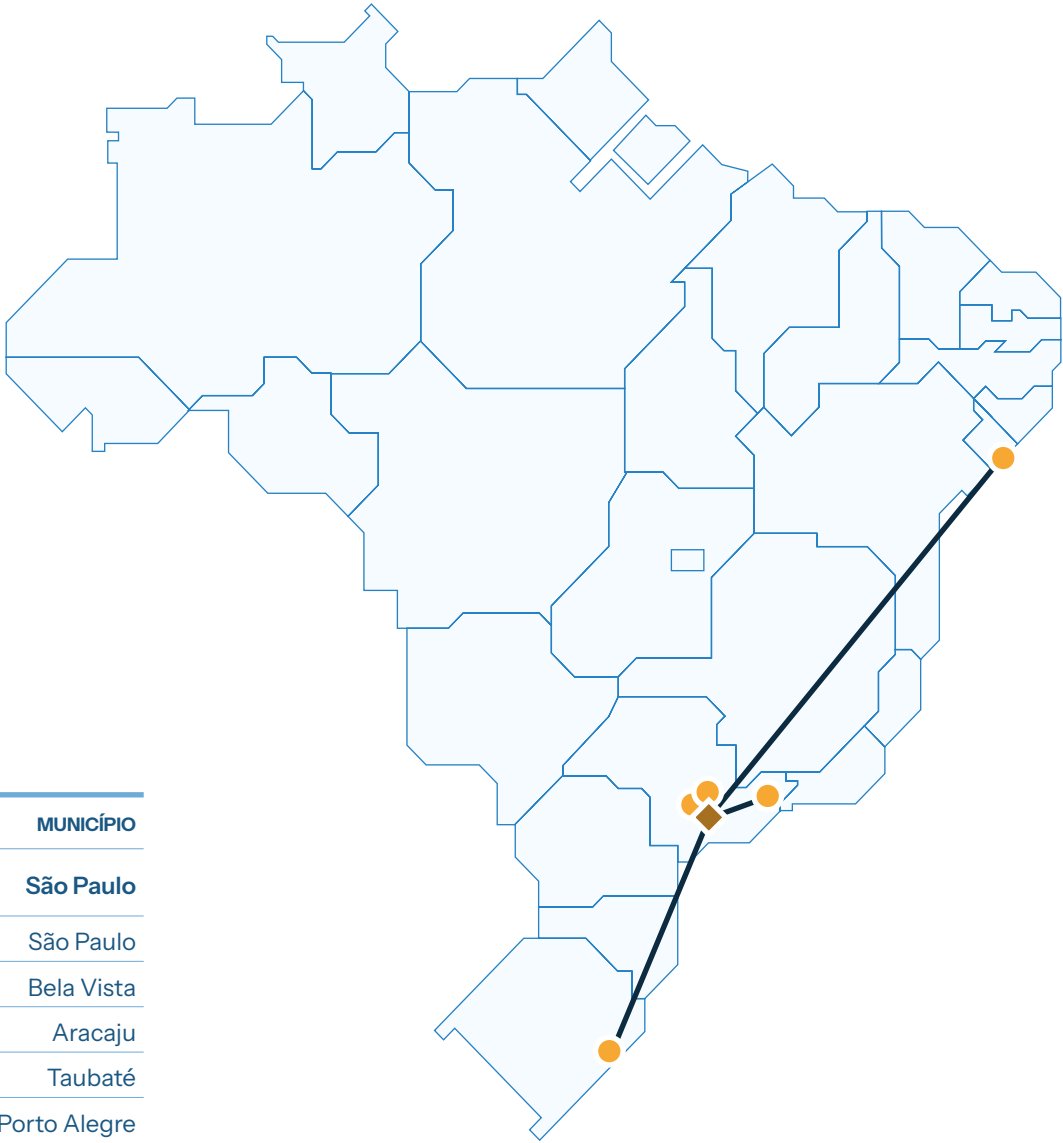 MUNICÍPIO
São Paulo
São Paulo
Bela Vista
Aracaju
Taubaté
Porto Alegre